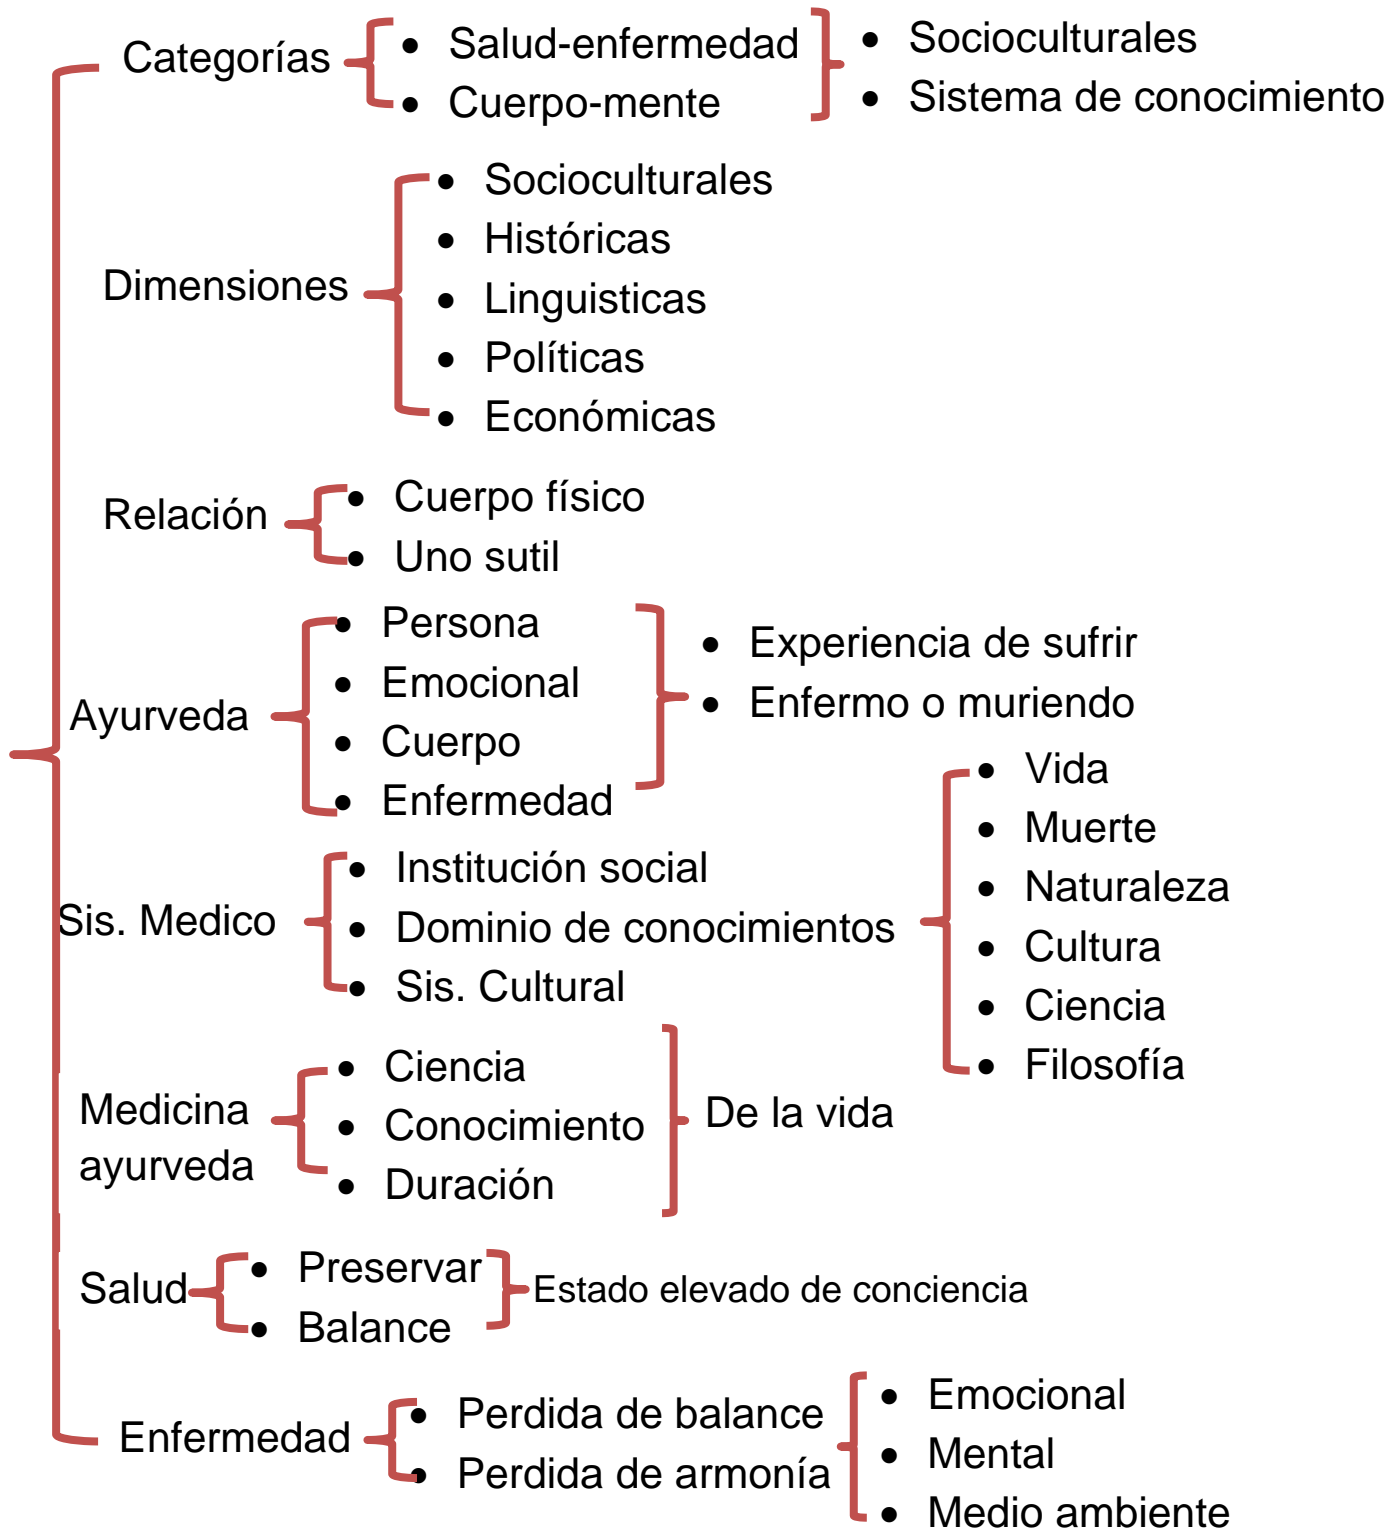 Categorías
• Salud-enfermedad
• Cuerpo-mente
• Socioculturales
• Sistema de conocimiento
Dimensiones
• Socioculturales
• Históricas
• Linguisticas
• Políticas
• Económicas
Relación
• Cuerpo físico
• Uno sutil
Ayurveda
• Persona
• Emocional
• Cuerpo
• Enfermedad
• Experiencia de sufrir
• Enfermo o muriendo
Sis. Medico
• Institución social
• Dominio de conocimientos
• Sis. Cultural
• Vida
• Muerte
• Naturaleza
• Cultura
• Ciencia
• Filosofía
Medicina
ayurveda
• Ciencia
• Conocimiento
• Duración
De la vida
Salud
• Preservar
• Balance
Estado elevado de conciencia
Enfermedad
• Perdida de balance
• Perdida de armonía
• Emocional
• Mental
• Medio ambiente